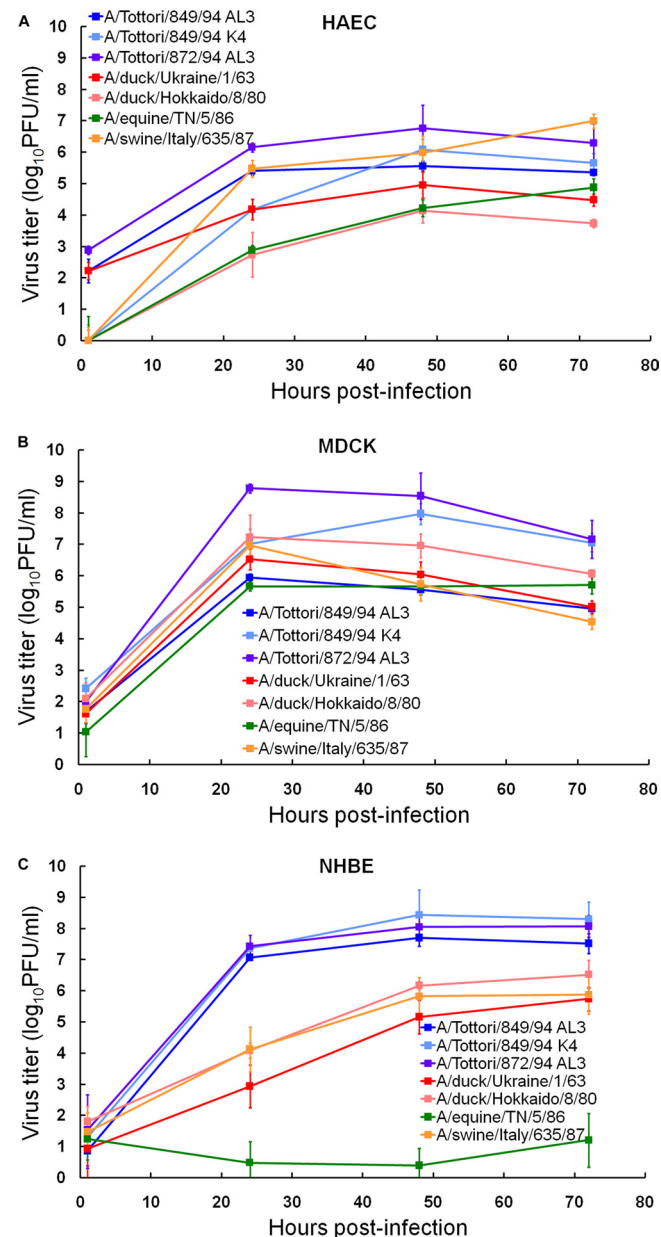 A
HAEC
A/Tottori/849/94 AL3
A/Tottori/849/94 K4
A/Tottori/872/94 AL3
A/duck/Ukraine/1/63
A/duck/Hokkaido/8/80
A/equine/TN/5/86
A/swine/Italy/635/87
Virus titer (log10PFU/ml)
10
9
8
7
6
5
4
3
2
1
0
0 10 20 30 40 50 60 70 80
Hours post-infection
B
MDCK
Virus titer (log10PFU/ml)
10
9
8
7
6
5
4
3
2
1
0
A/Tottori/849/94 AL3
A/Tottori/849/94 K4
A/Tottori/872/94 AL3
A/duck/Ukraine/1/63
A/duck/Hokkaido/8/80
A/equine/TN/5/86
A/swine/Italy/635/87
0 10 20 30 40 50 60 70 80
Hours post-infection
C
NHBE
Virus titer (log10PFU/ml)
10
9
8
7
6
5
4
3
2
1
0
A/Tottori/849/94 AL3
A/Tottori/849/94 K4
A/Tottori/872/94 AL3
A/duck/Ukraine/1/63
A/duck/Hokkaido/8/80
A/equine/TN/5/86
A/swine/Italy/635/87
0 10 20 30 40 50 60 70 80
Hours post-infection